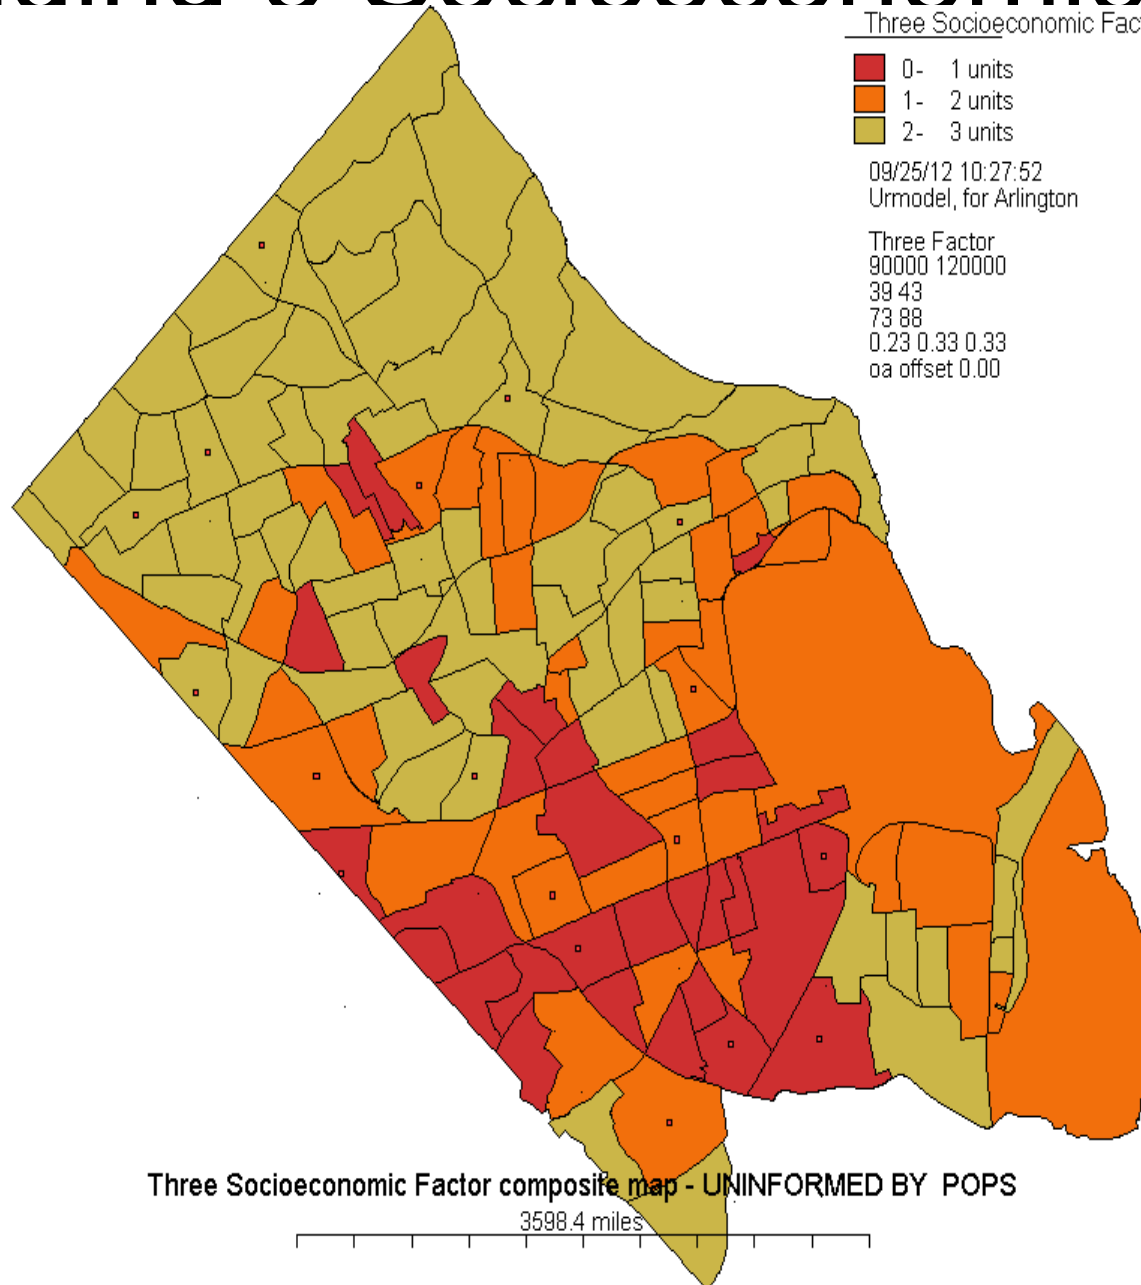 Three Socioeconomic Fact
0- 1 units
1- 2 units
2- 3 units
09/25/12 10:27:52
Urmodel, for Arlington
Three Factor
90000 120000
39 43
73 88
0.23 0.33 0.33
oa offset 0.00
Three Socioeconomic Factor composite map - UNINFORMED BY POPS
3598.4 miles